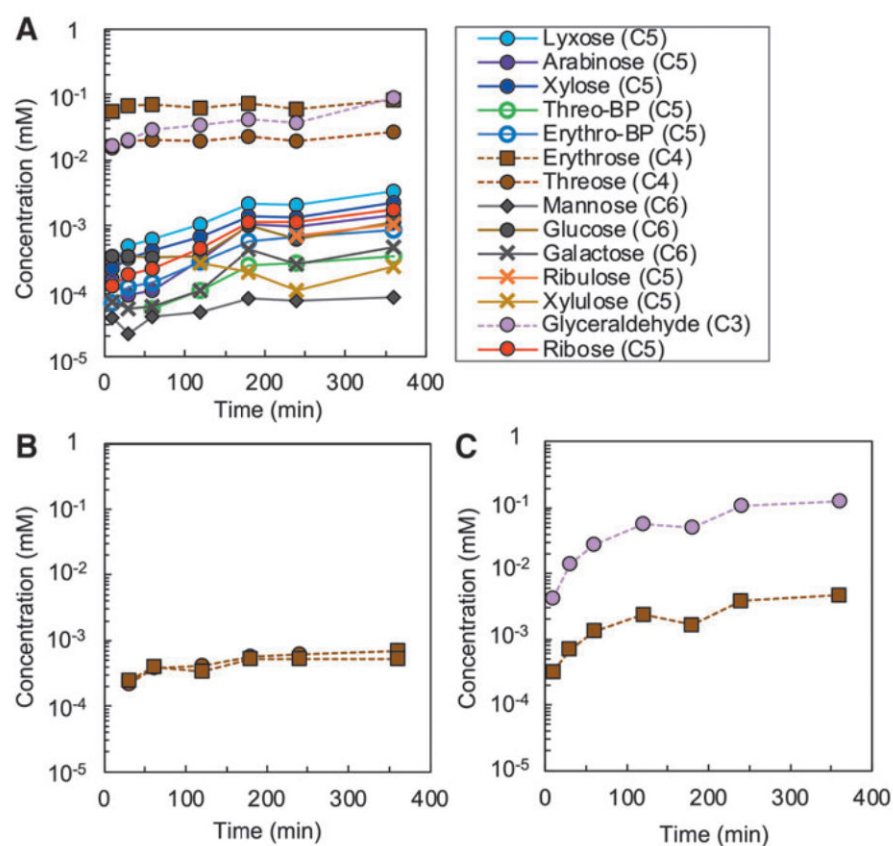 A
1
10-1
10-2
10-3
10-4
10-5
Concentration (mM)
0 100 200 300 400
Time (min)
Lyxose (C5)
Arabinose (C5)
Xylose (C5)
Threo-BP (C5)
Erythro-BP (C5)
Erythrose (C4)
Threose (C4)
Mannose (C6)
Glucose (C6)
Galactose (C6)
Ribulose (C5)
Xylulose (C5)
Glyceraldehyde (C3)
Ribose (C5)
B
1
10-1
10-2
10-3
10-4
10-5
Concentration (mM)
0 100 200 300 400
Time (min)
C
1
10-1
10-2
10-3
10-4
10-5
Concentration (mM)
0 100 200 300 400
Time (min)